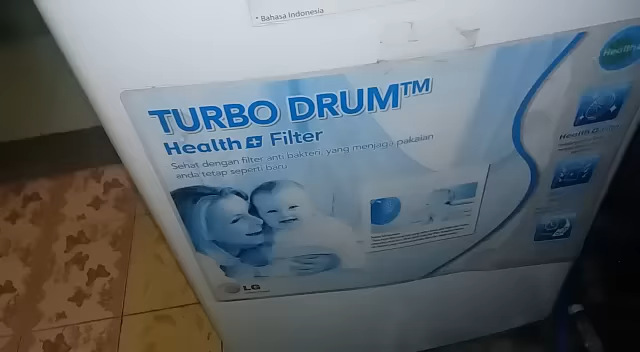 * Bahasa Indonesia
TURBO DRUM™
Health + Filter
Sehat dengan filter anti bakteri, yang menjaga pakaian
anda tetap seperti baru
LG
Health